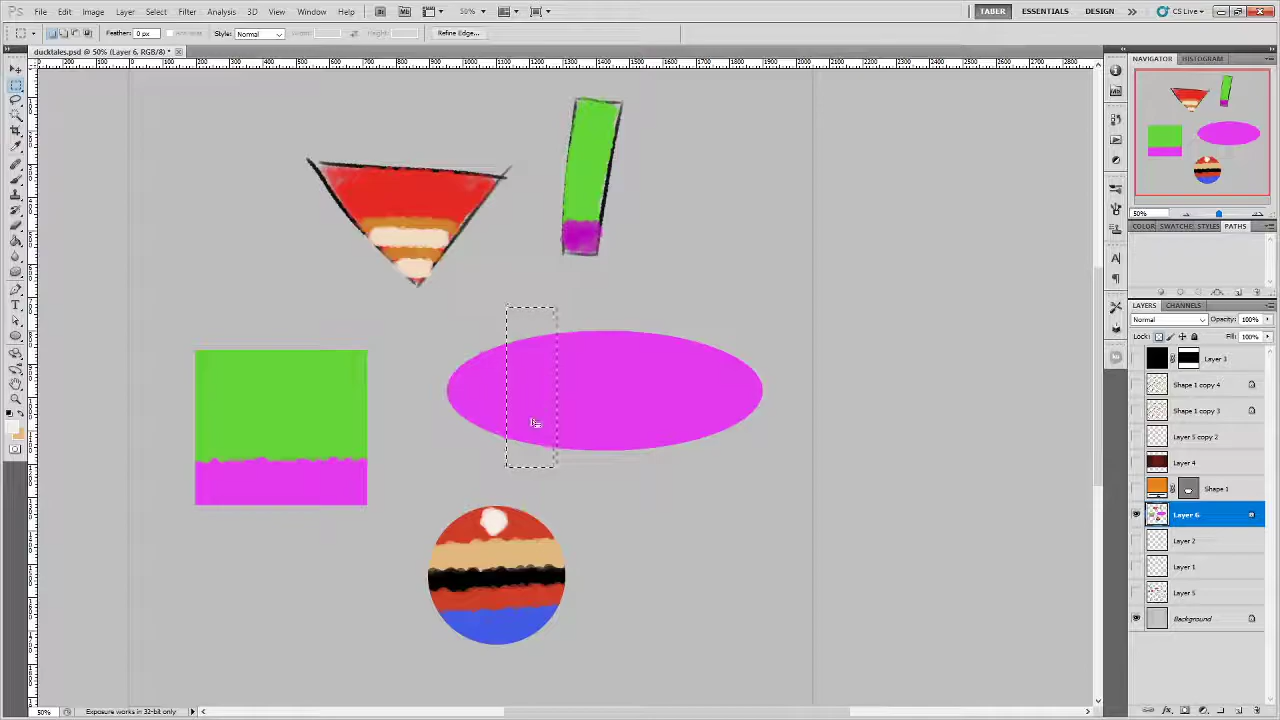 Ps File Edit Image Layer Select Filter Analysis 3D View Window Help Br Mb 50% TABER ESSENTIALS DESIGN CS Live
Feather: 0 px Style: Normal Refine Edge...
ducktales.psd @ 50% (Layer 6, RGB/8) *
NAVIGATOR HISTOGRAM
50%
COLOR SWATCHE STYLES PATHS
LAYERS CHANNELS
Normal Opacity: 100%
Lock: Fill: 100%
Layer 3
Shape 1 copy 4
Shape 1 copy 3
Layer 5 copy 2
Layer 4
Shape 1
Layer 6
Layer 2
Layer 1
Layer 5
Background
50% Exposure works in 32-bit only